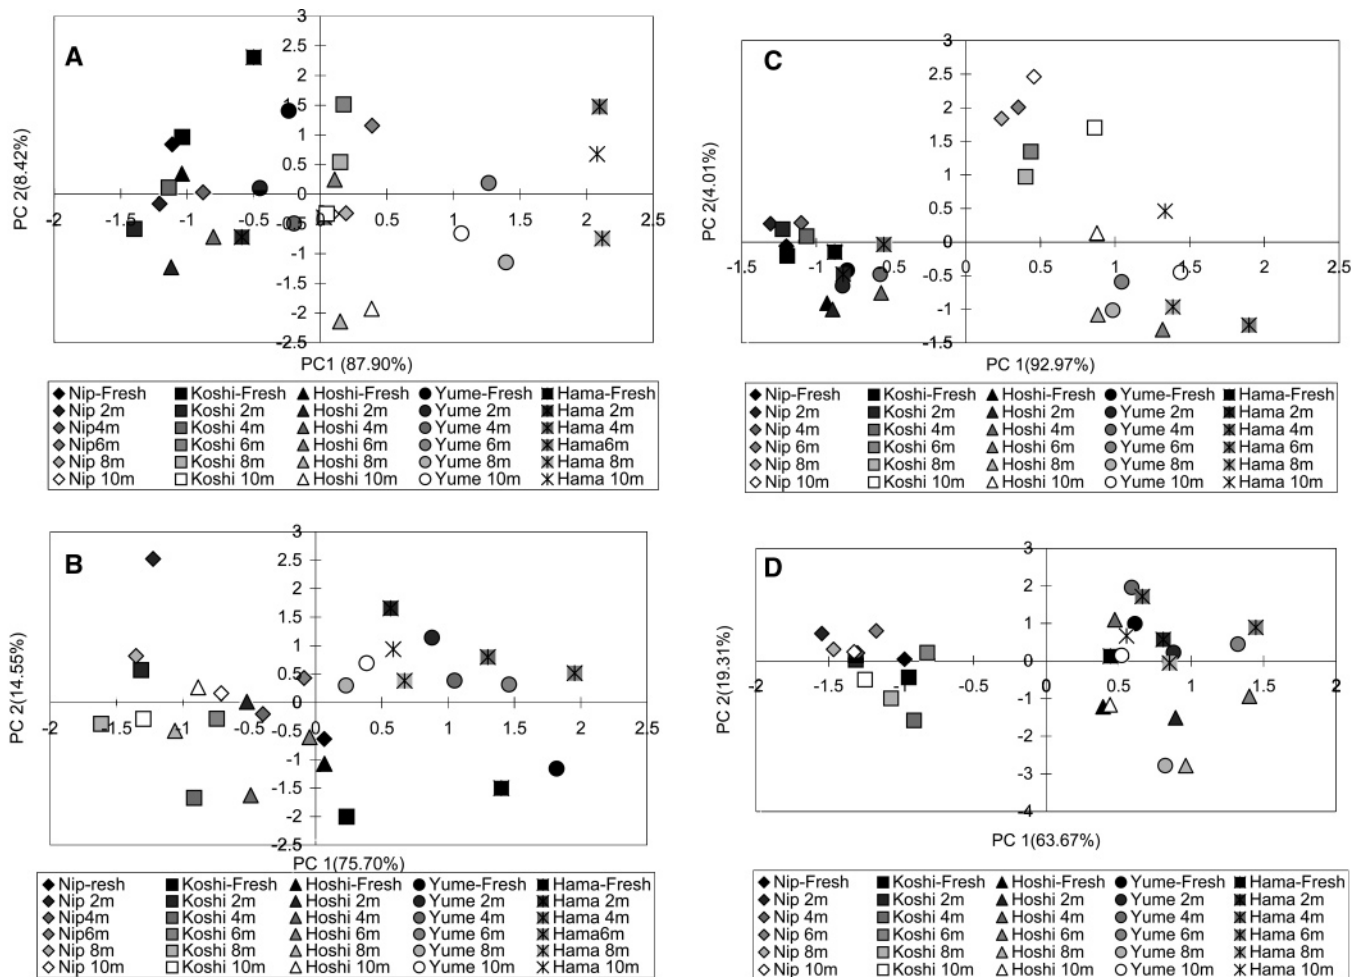 A
3
2.5
2
1.5
1
0.5
0
-0.5
-1
-1.5
-2
-2.5
-2 -1.5 -1 -0.5 0 0.5 1 1.5 2 2.5
PC 2(8.42%)
PC1 (87.90%)
Nip-Fresh Koshi-Fresh Hoshi-Fresh Yume-Fresh Hama-Fresh
Nip 2m Koshi 2m Hoshi 2m Yume 2m Hama 2m
Nip4m Koshi 4m Hoshi 4m Yume 4m Hama 4m
Nip6m Koshi 6m Hoshi 6m Yume 6m Hama6m
Nip 8m Koshi 8m Hoshi 8m Yume 8m Hama 8m
Nip 10m Koshi 10m Hoshi 10m Yume 10m Hama 10m
C
3
2.5
2
1.5
1
0.5
0
-0.5
-1
-1.5
-1.5 -1 -0.5 0 0.5 1 1.5 2 2.5
PC 2(4.01%)
PC 1(92.97%)
Nip-Fresh Koshi-Fresh Hoshi-Fresh Yume-Fresh Hama-Fresh
Nip 2m Koshi 2m Hoshi 2m Yume 2m Hama 2m
Nip 4m Koshi 4m Hoshi 4m Yume 4m Hama 4m
Nip 6m Koshi 6m Hoshi 6m Yume 6m Hama 6m
Nip 8m Koshi 8m Hoshi 8m Yume 8m Hama 8m
Nip 10m Koshi 10m Hoshi 10m Yume 10m Hama 10m
B
3
2.5
2
1.5
1
0.5
0
-0.5
-1
-1.5
-2
-2.5
-2 -1.5 -1 -0.5 0 0.5 1 1.5 2 2.5
PC 2(14.55%)
PC 1(75.70%)
Nip-resh Koshi-Fresh Hoshi-Fresh Yume-Fresh Hama-Fresh
Nip 2m Koshi 2m Hoshi 2m Yume 2m Hama 2m
Nip4m Koshi 4m Hoshi 4m Yume 4m Hama 4m
Nip6m Koshi 6m Hoshi 6m Yume 6m Hama6m
Nip 8m Koshi 8m Hoshi 8m Yume 8m Hama 8m
Nip 10m Koshi 10m Hoshi 10m Yume 10m Hama 10m
D
3
2
1
0
-1
-2
-3
-4
-2 -1.5 -1 -0.5 0 0.5 1 1.5 2
PC 2(19.31%)
PC 1(63.67%)
Nip-Fresh Koshi-Fresh Hoshi-Fresh Yume-Fresh Hama-Fresh
Nip 2m Koshi 2m Hoshi 2m Yume 2m Hama 2m
Nip 4m Koshi 4m Hoshi 4m Yume 4m Hama 4m
Nip 6m Koshi 6m Hoshi 6m Yume 6m Hama 6m
Nip 8m Koshi 8m Hoshi 8m Yume 8m Hama 8m
Nip 10m Koshi 10m Hoshi 10m Yume 10m Hama 10m